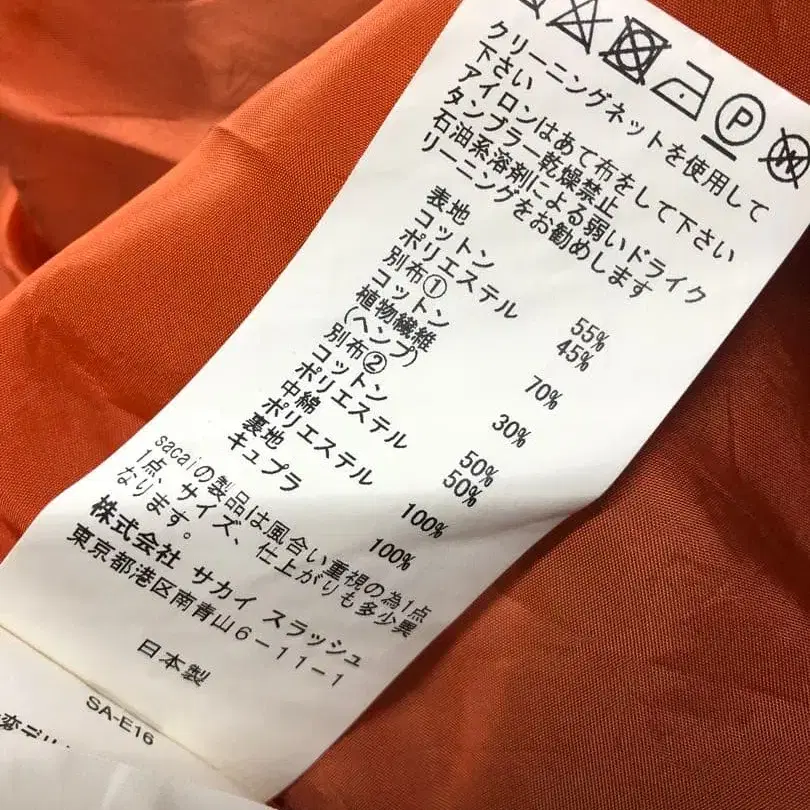 P
W
クリーニングネットを使用して
下さい
アイロンはあて布をして下さい
タンブラー乾燥禁止
石油系溶剤による弱いドライク
リーニングをお勧めします
表地
コットン 55%
ポリエステル 45%
別布①
コットン 70%
植物繊維
(ヘンプ) 30%
別布②
コットン 50%
ポリエステル 50%
中綿
ポリエステル 100%
裏地
キュプラ 100%
sacaiの製品は風合い重視の為1点
1点、サイズ、仕上がりも多少異
なります。
株式会社 サカイ スラッシュ
東京都港区南青山6-11-1
日本製
SA-E16